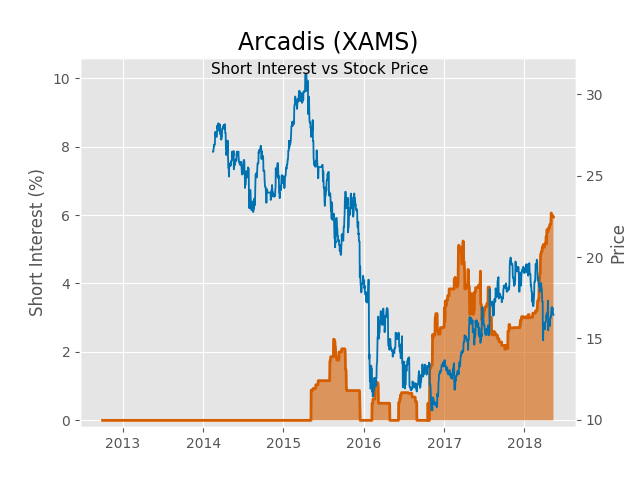 Arcadis (XAMS)
Short Interest vs Stock Price
Short Interest (%)
Price
10
8
6
4
2
0
30
25
20
15
10
2013 2014 2015 2016 2017 2018